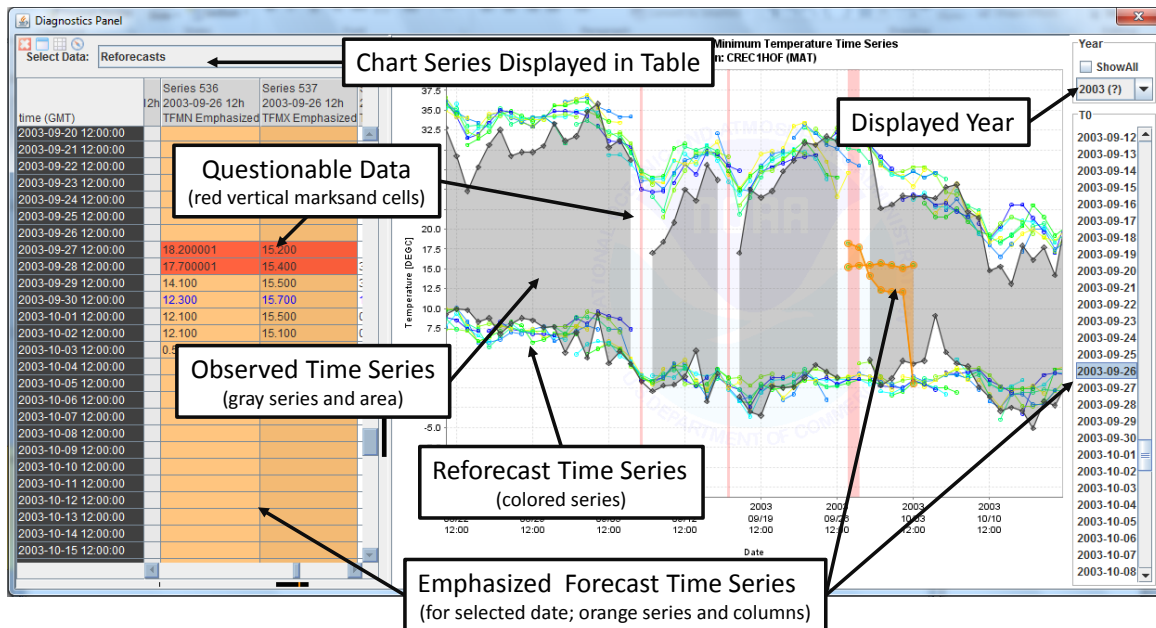 Diagnostics Panel
Select Data: Reforecasts
Chart Series Displayed in Table
Minimum Temperature Time Series
n: CREC1HOF (MAT)
Year
ShowAll
2003 (?)
Displayed Year
T0
Series 536
Series 537
12h 2003-09-26 12h
2003-09-26 12h
time (GMT)
TFMN Emphasized
TFMX Emphasized
2003-09-20 12:00:00
2003-09-21 12:00:00
2003-09-22 12:00:00
2003-09-23 12:00:00
2003-09-24 12:00:00
2003-09-25 12:00:00
2003-09-26 12:00:00
2003-09-27 12:00:00 18.200001 15.200
2003-09-28 12:00:00 17.700001 15.400
2003-09-29 12:00:00 14.100 15.500
2003-09-30 12:00:00 12.300 15.700
2003-10-01 12:00:00 12.100 15.500
2003-10-02 12:00:00 12.100 15.100
2003-10-03 12:00:00
2003-10-04 12:00:00
2003-10-05 12:00:00
2003-10-06 12:00:00
2003-10-07 12:00:00
2003-10-08 12:00:00
2003-10-09 12:00:00
2003-10-10 12:00:00
2003-10-11 12:00:00
2003-10-12 12:00:00
2003-10-13 12:00:00
2003-10-14 12:00:00
2003-10-15 12:00:00
Questionable Data
(red vertical marksand cells)
Observed Time Series
(gray series and area)
Reforecast Time Series
(colored series)
Emphasized Forecast Time Series
(for selected date; orange series and columns)
37.5
35.0
32.5
20.0
17.5
15.0
12.5
10.0
7.5
-5.0
Temperature [DEGC]
DEPARTMENT OF COMM
2003
2003
2003
09/12
09/19
09/26
10/03
10/10
12:00
12:00
12:00
12:00
12:00
12:00
12:00
Date
2003-09-12
2003-09-13
2003-09-14
2003-09-15
2003-09-16
2003-09-17
2003-09-18
2003-09-19
2003-09-20
2003-09-21
2003-09-22
2003-09-23
2003-09-24
2003-09-25
2003-09-26
2003-09-27
2003-09-28
2003-09-29
2003-09-30
2003-10-01
2003-10-02
2003-10-03
2003-10-04
2003-10-05
2003-10-06
2003-10-07
2003-10-08